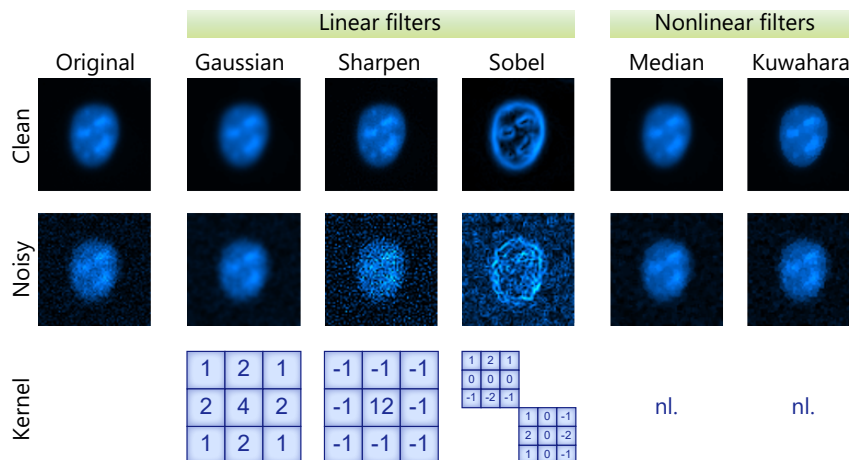 Linear filters Nonlinear filters
Original Gaussian Sharpen Sobel Median Kuwahara
Clean
Noisy
Kernel
1 2 1 -1 -1 -1 1 2 1
0 0 0
2 4 2 -1 12 -1 -1 -2 -1 nl. nl.
1 0 -1
1 2 1 -1 -1 -1 2 0 -2
1 0 -1